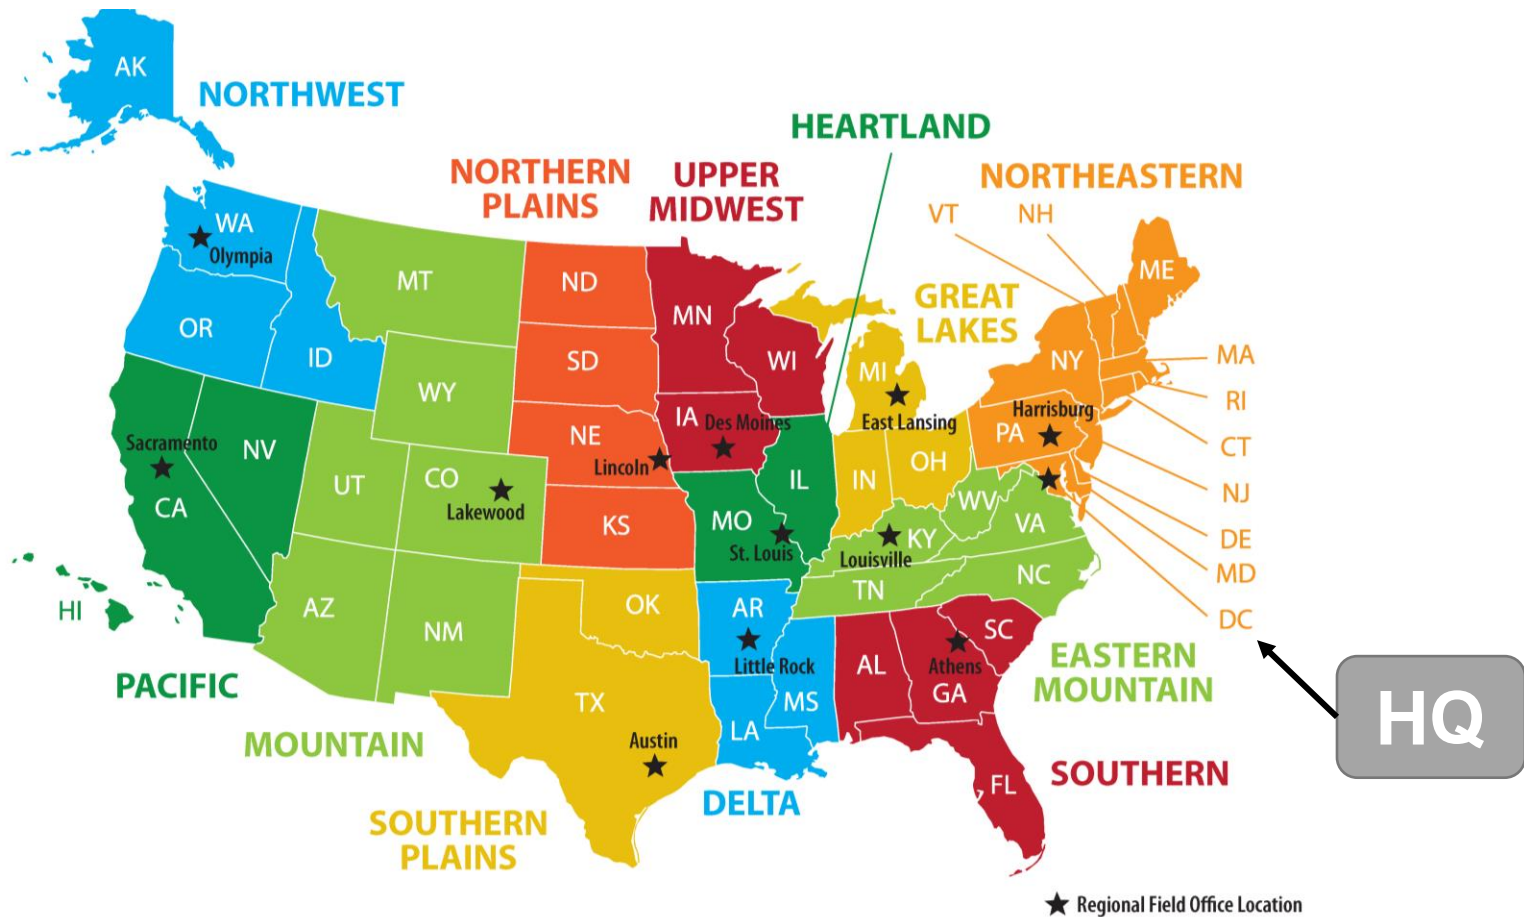 AK
NORTHWEST
HEARTLAND
NORTHERN
PLAINS
UPPER
MIDWEST
NORTHEASTERN
VT
NH
WA
Olympia
MT
ND
MN
ME
OR
ID
SD
WI
GREAT
LAKES
MI
NY
MA
WY
East Lansing
RI
NE
IA
Des Moines
Harrisburg
PA
CT
Sacramento
NV
Lincoln
OH
CA
UT
CO
Lakewood
KS
MO
IL
IN
WV
VA
NJ
St. Louis
Louisville
KY
DE
MD
HI
AZ
NM
OK
AR
TN
NC
DC
Little Rock
SC
Athens
GA
AL
EASTERN
MOUNTAIN
PACIFIC
TX
MS
LA
HQ
MOUNTAIN
Austin
FL
SOUTHERN
DELTA
SOUTHERN
PLAINS
Regional Field Office Location